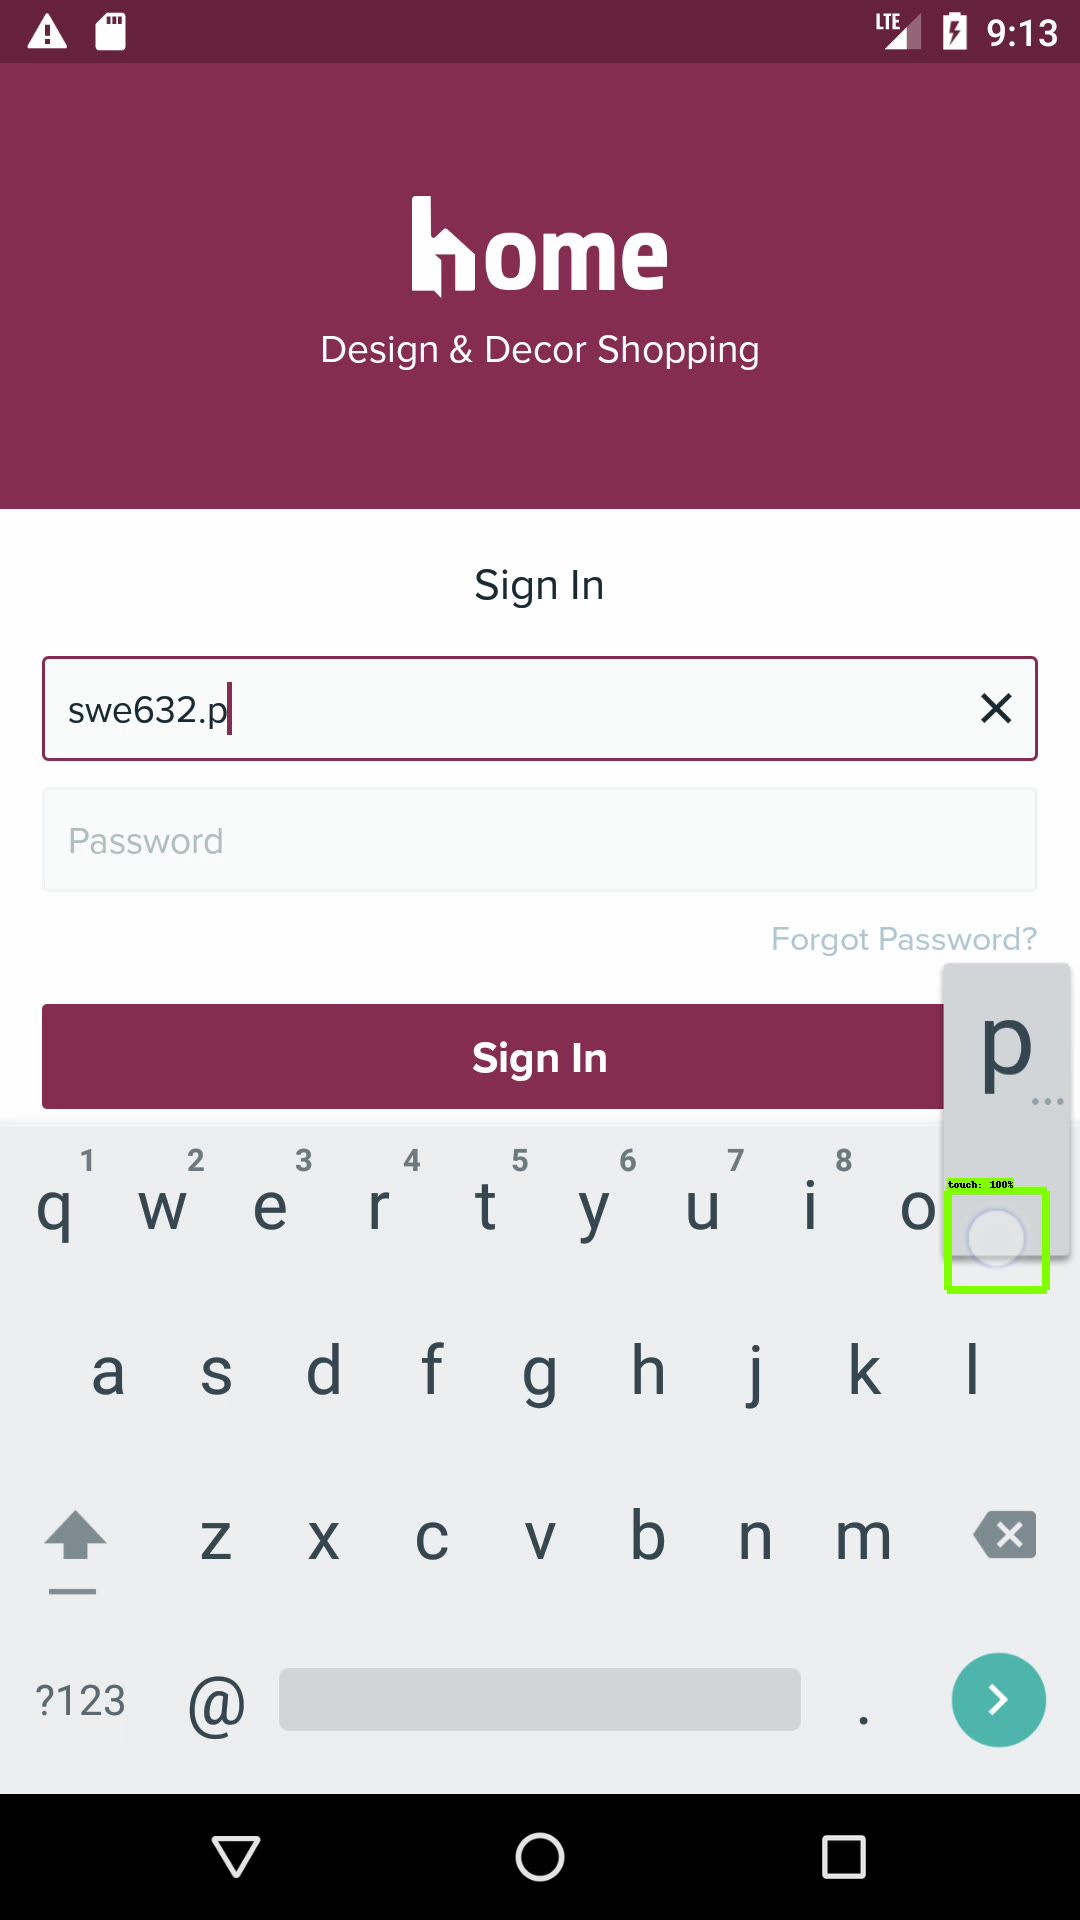 LTE 9:13
home
Design & Decor Shopping
Sign In
swe632.p
Password
Forgot Password?
Sign In
p
...
1 2 3 4 5 6 7 8
q w e r t y u i o
touch: 100%
a s d f g h j k l
z x c v b n m
?123 @ .